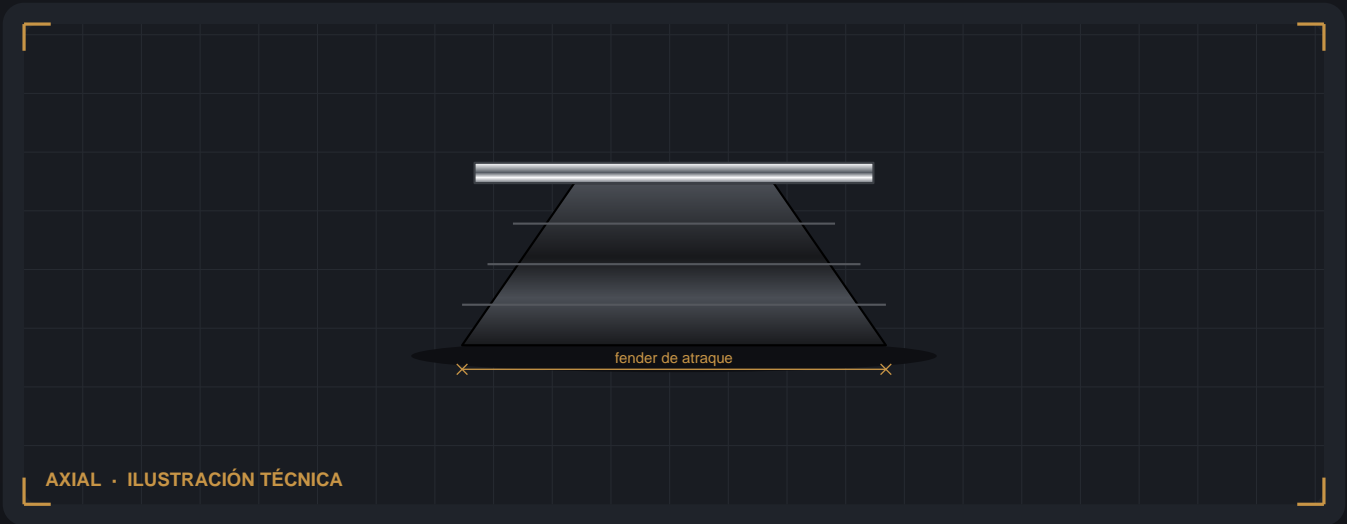 fender de atraque
AXIAL · ILUSTRACIÓN TÉCNICA